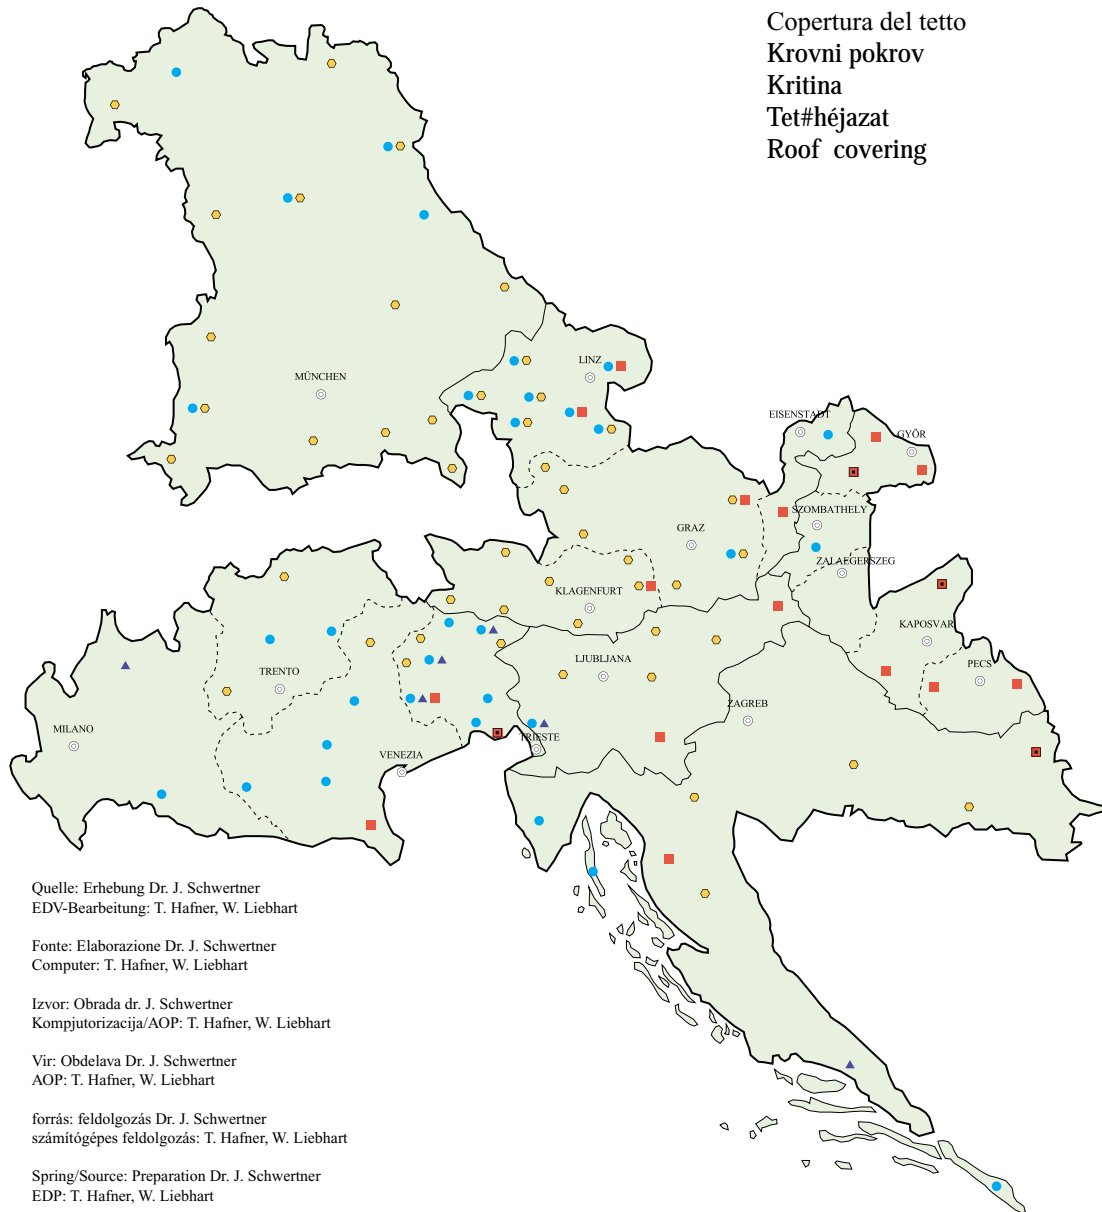 Copertura del tetto
Krovni pokrov
Kritina
Tet#héjazat
Roof covering
LINZ
MÜNCHEN
EISENSTADT
GYÖR
SZOMBATHELY
GRAZ
ZALAEGERSZEG
KLAGENFURT
KAPOSVAR
LJUBLJANA
PECS
TRENTO
ZAGREB
MILANO
TRIESTE
VENEZIA
Quelle: Erhebung Dr. J. Schwertner
EDV-Bearbeitung: T. Hafner, W. Liebhart
Fonte: Elaborazione Dr. J. Schwertner
Computer: T. Hafner, W. Liebhart
Izvor: Obrada dr. J. Schwertner
Kompjutorizacija/AOP: T. Hafner, W. Liebhart
Vir: Obdelava Dr. J. Schwertner
AOP: T. Hafner, W. Liebhart
forrás: feldolgozás Dr. J. Schwertner
számítógépes feldolgozás: T. Hafner, W. Liebhart
Spring/Source: Preparation Dr. J. Schwertner
EDP: T. Hafner, W. Liebhart